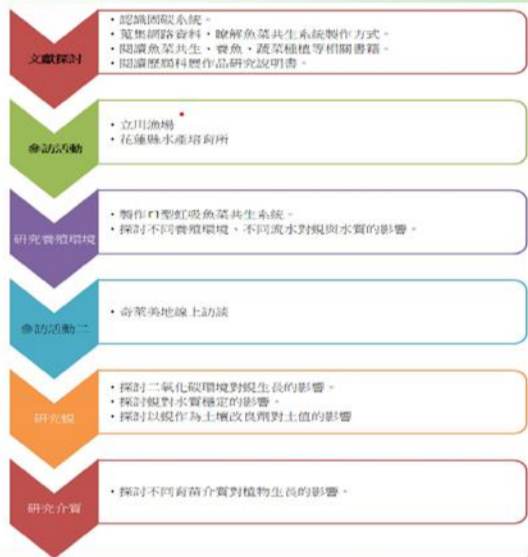 文獻探討
・認識固碳系統。
・蒐集網路資料，瞭解魚菜共生系統製作方式。
・閱讀魚菜共生、養魚、蔬菜種植等相關書籍。
・閱讀歷屆科展作品研究說明書。
參訪活動
・立川漁場
・花蓮縣水產培育所
研究養殖環境
・製作口型虹吸魚菜共生系統。
・探討不同養殖環境、不同流水對蜆與水質的影響。
參訪活動二
・奇萊美地線上訪談
研究蜆
・探討二氧化碳環境對蜆生長的影響。
・探討蜆對水質穩定的影響。
・探討以蜆作為土壤改良劑對土值的影響
研究介質
・探討不同育苗介質對植物生長的影響。